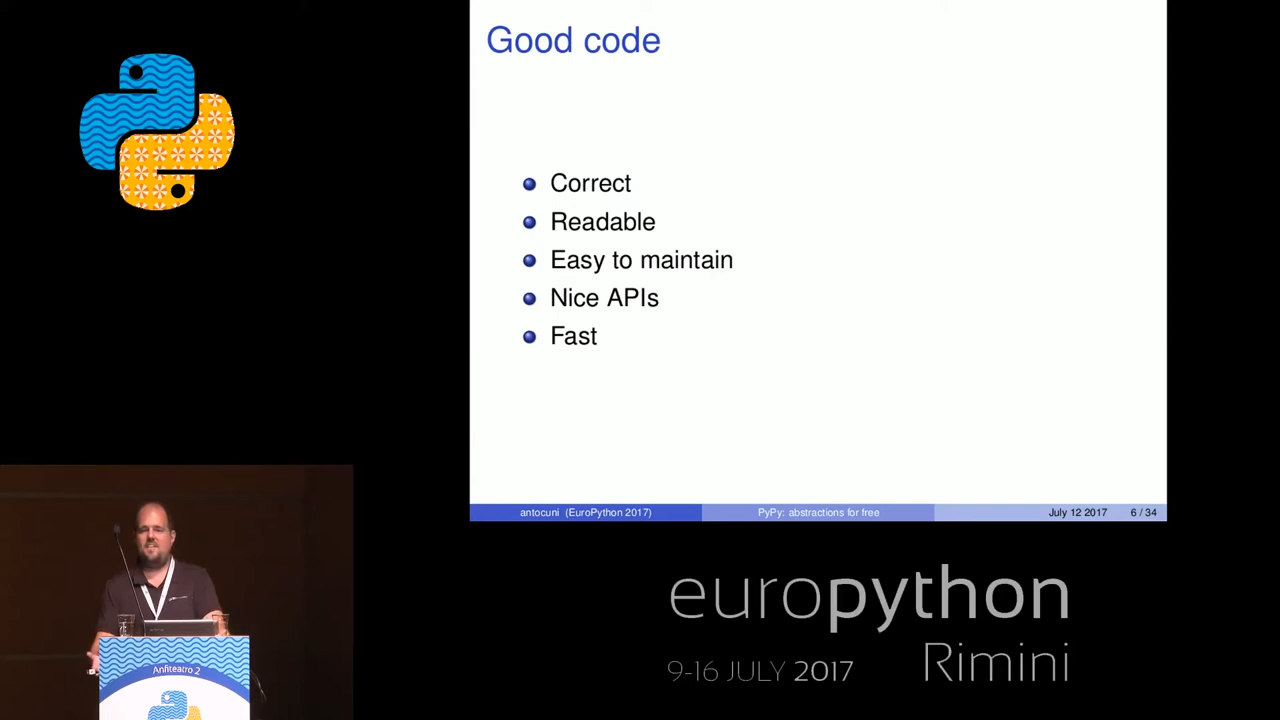 Good code
Correct
Readable
Easy to maintain
Nice APIs
Fast
antocuni (EuroPython 2017)
PyPy: abstractions for free
July 12 2017
6 / 34
europython
Rimini
9-16 JULY 2017
Anfiteatro 2